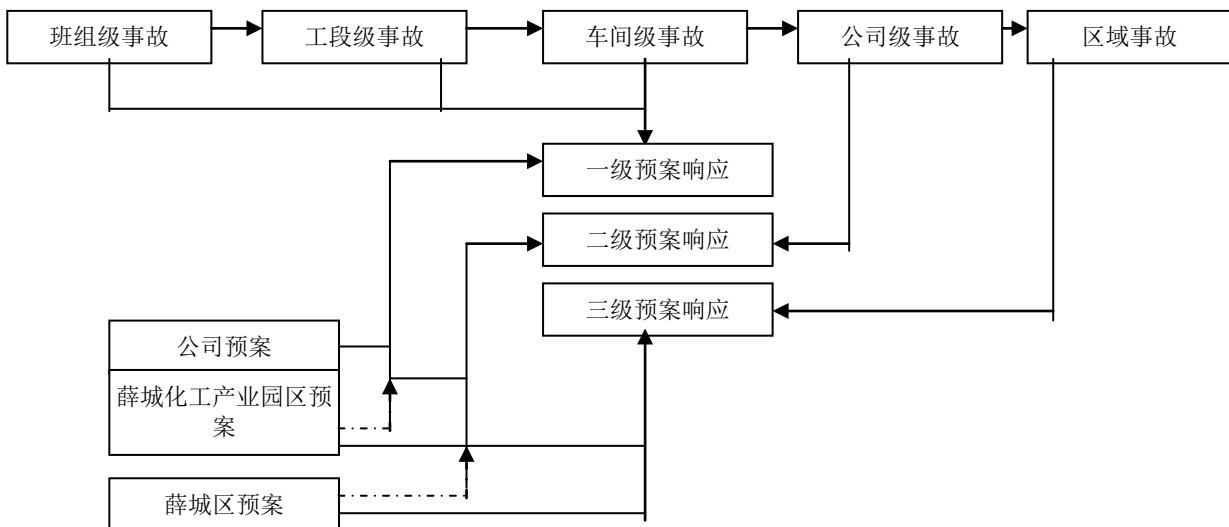 班组级事故
工段级事故
车间级事故
公司级事故
区域事故
一级预案响应
二级预案响应
三级预案响应
公司预案
薛城化工产业园区预
案
薛城区预案